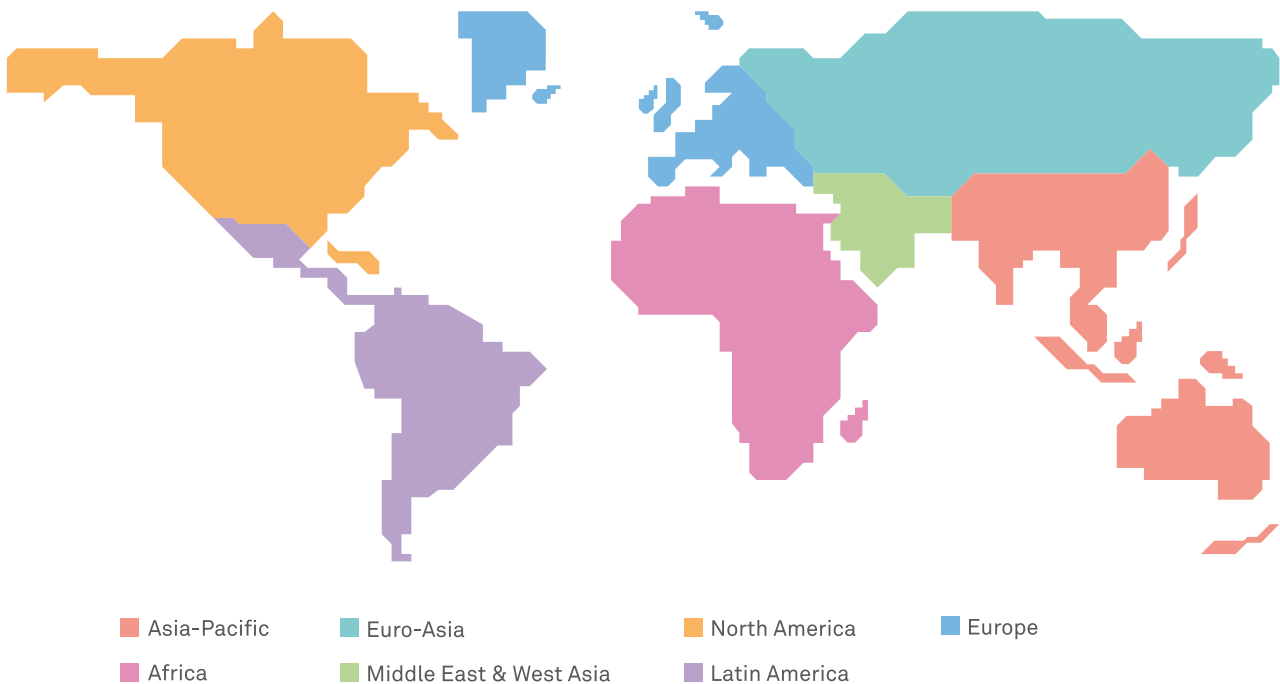 Asia-Pacific
Euro-Asia
North America
Europe
Africa
Middle East & West Asia
Latin America